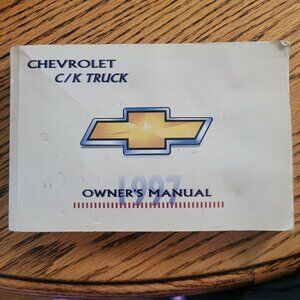 CHEVROLET
C/K TRUCK
1997
OWNER'S MANUAL